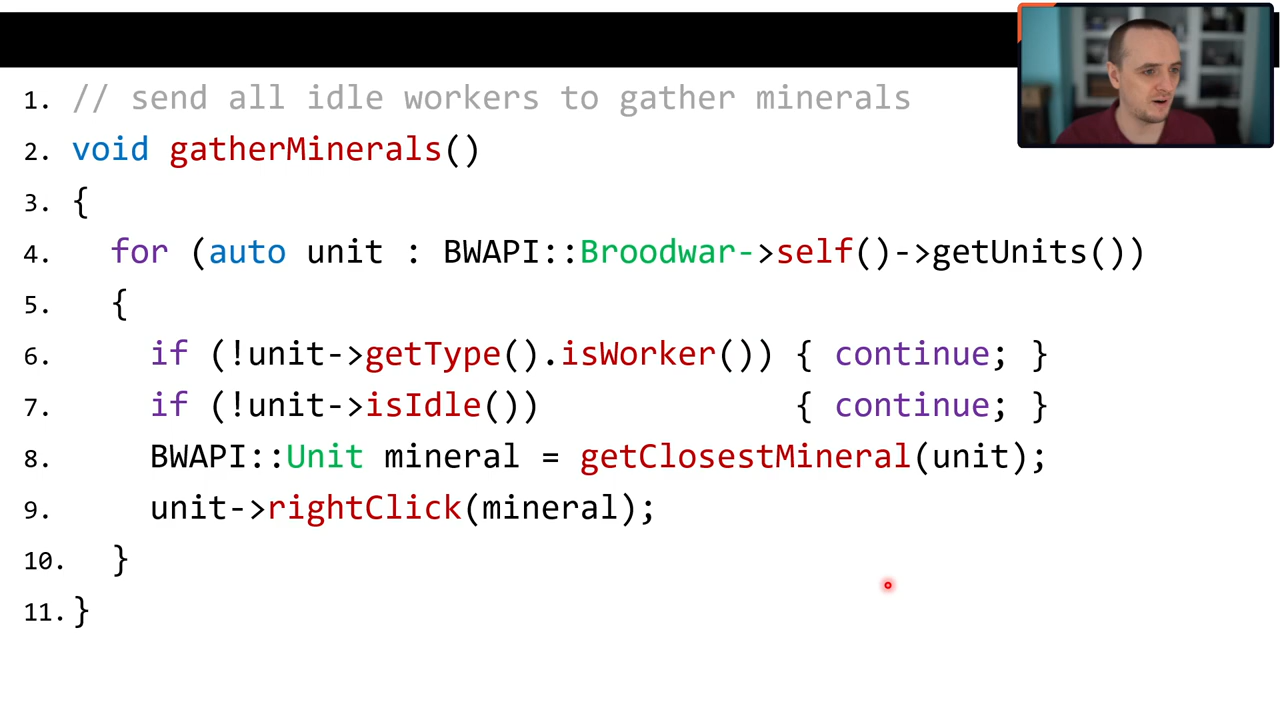 1. // send all idle workers to gather minerals
2. void gatherMinerals()
3. {
4. for (auto unit : BWAPI::Broodwar->self()->getUnits())
5. {
6. if (!unit->getType().isWorker()) { continue; }
7. if (!unit->isIdle()) { continue; }
8. BWAPI::Unit mineral = getClosestMineral(unit);
9. unit->rightClick(mineral);
10. }
11. }